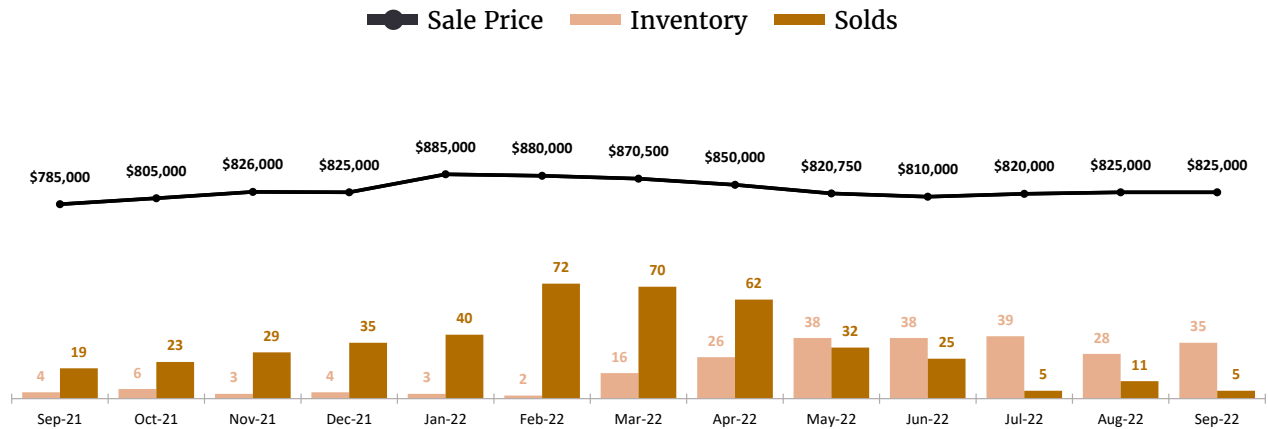 Sale Price Inventory Solds
$785,000 $805,000 $826,000 $825,000 $885,000 $880,000 $870,500 $850,000 $820,750 $810,000 $820,000 $825,000 $825,000
4 19 6 23 3 29 4 35 3 40 2 72 16 70 26 62 38 32 38 25 39 5 28 11 35 5
Sep-21 Oct-21 Nov-21 Dec-21 Jan-22 Feb-22 Mar-22 Apr-22 May-22 Jun-22 Jul-22 Aug-22 Sep-22